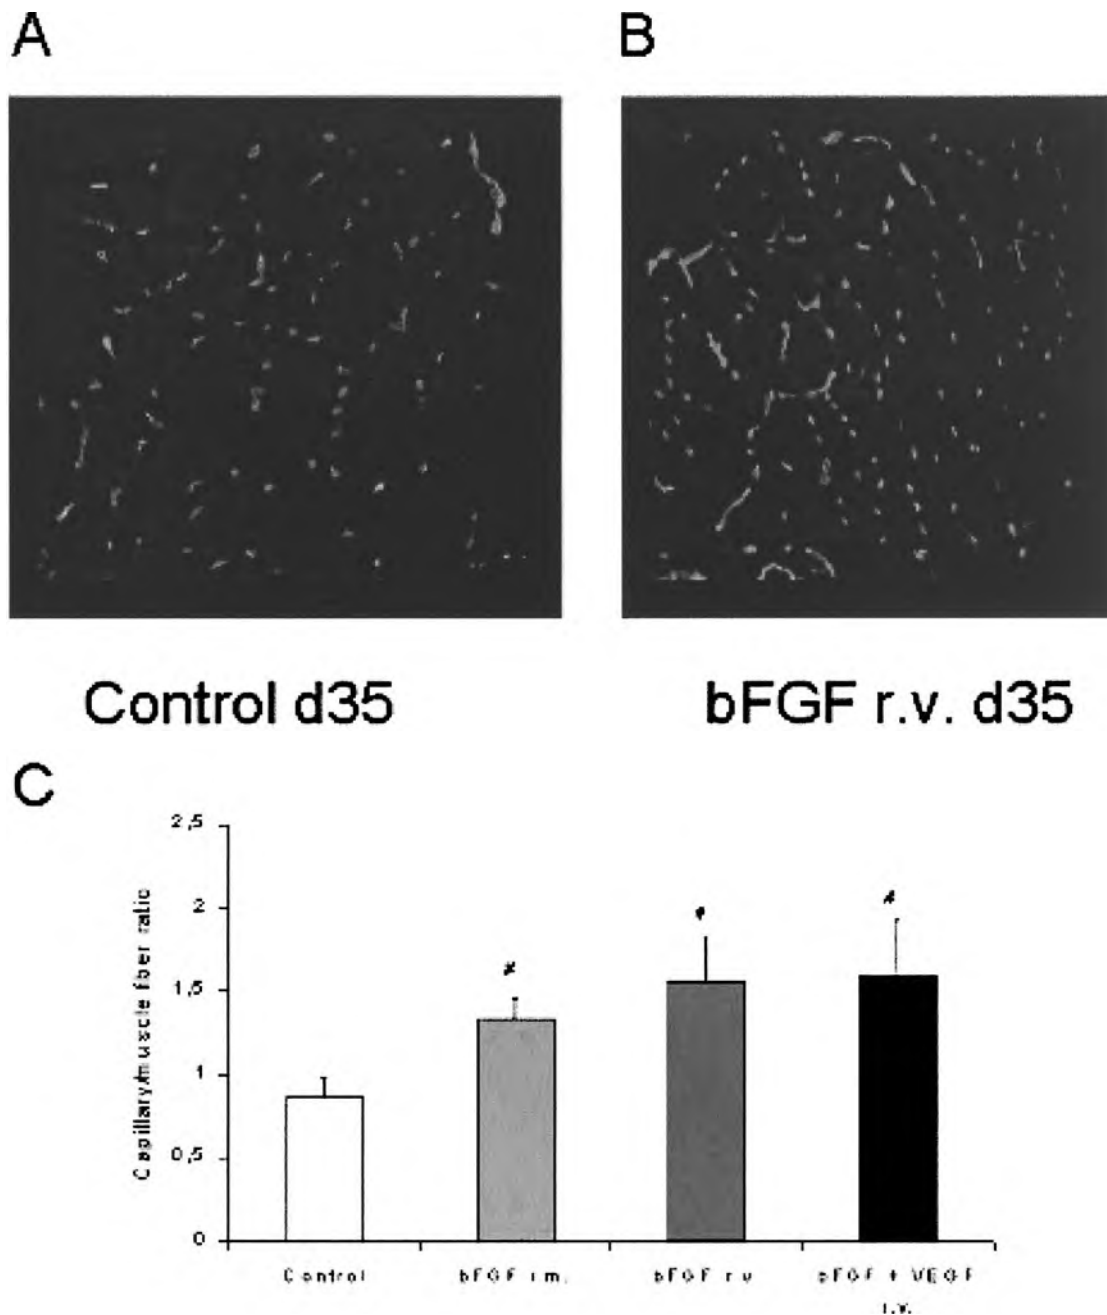 A
B
Control d35
bFGF r.v. d35
C
Capillary/muscle fiber ratio
2,5
2
1,5
1
0,5
0
*
#
#
Control
bFGF i.m.
bFGF r.v.
bFGF + VEGF
r.v.